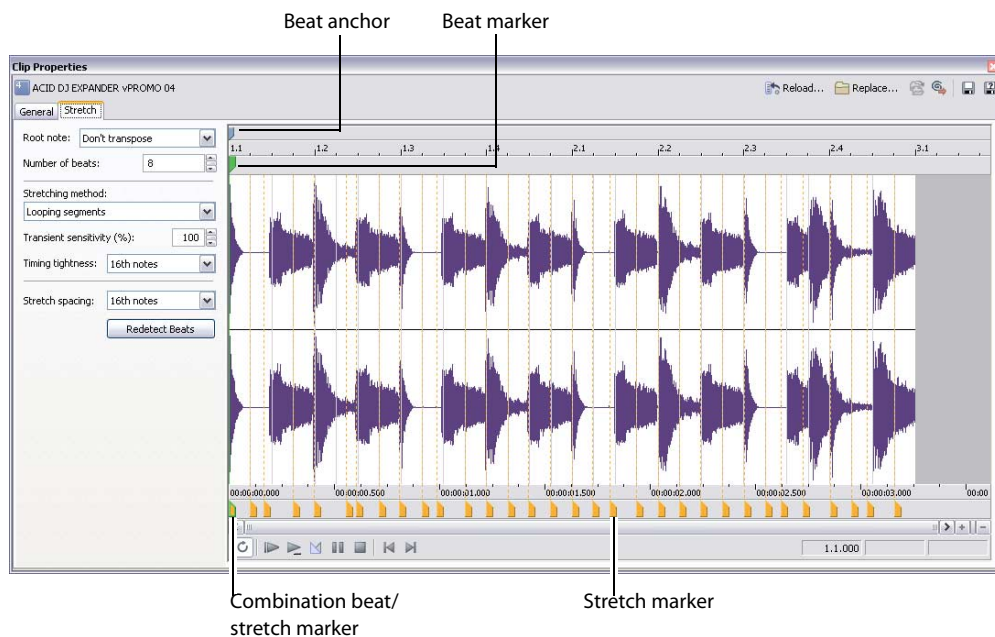 Beat anchor Beat marker
Clip Properties
ACID DJ EXPANDER vPROMO 04 Reload... Replace...
General Stretch
Root note: Don't transpose
1.1 1.2 1.3 1.4 2.1 2.2 2.3 2.4 3.1
Number of beats: 8
Stretching method:
Looping segments
Transient sensitivity (%): 100
Timing tightness: 16th notes
Stretch spacing: 16th notes
Redetect Beats
00:00:00.000 00:00:00.500 00:00:01.000 00:00:01.500 00:00:02.000 00:00:02.500 00:00:03.000 00:00
1.1.000
Combination beat/ Stretch marker
stretch marker